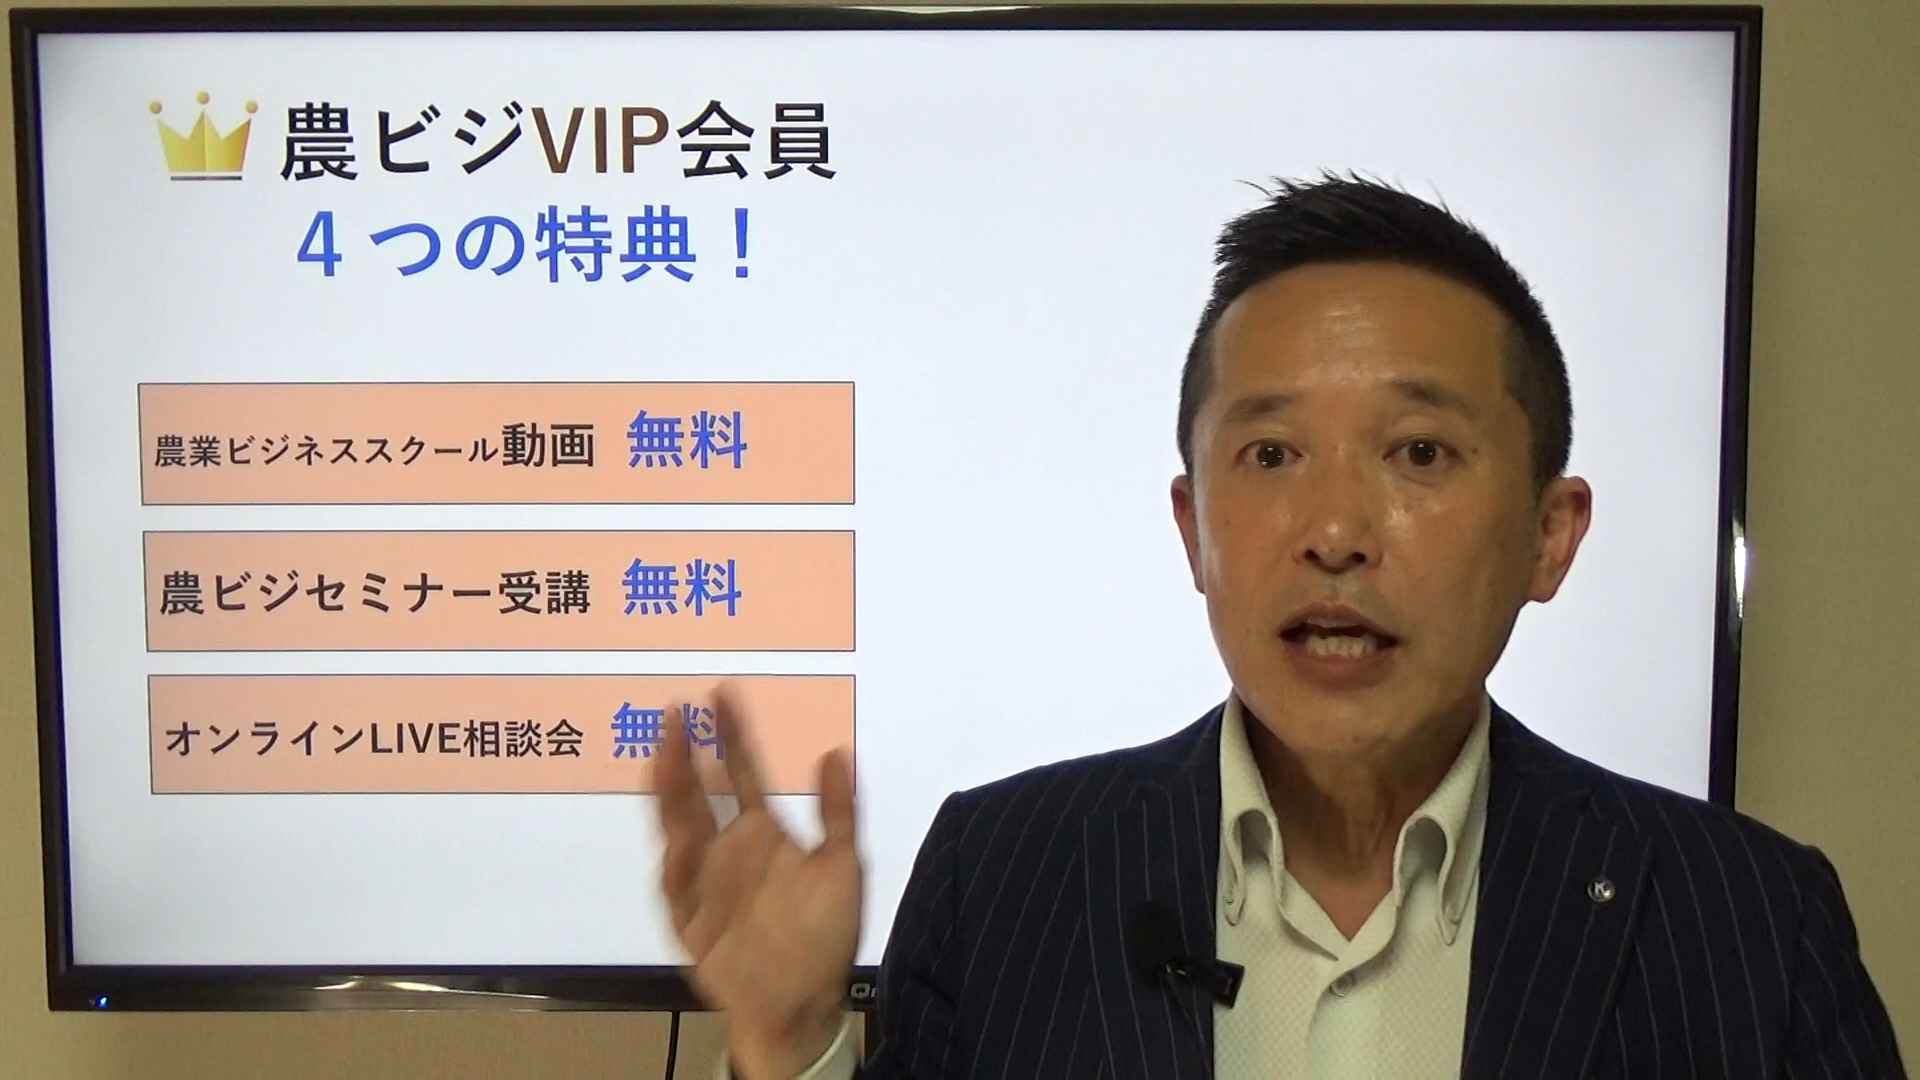 農ビジVIP会員
4つの特典！
農業ビジネススクール動画 無料
農ビジセミナー受講 無料
オンラインLIVE相談会 無料
K